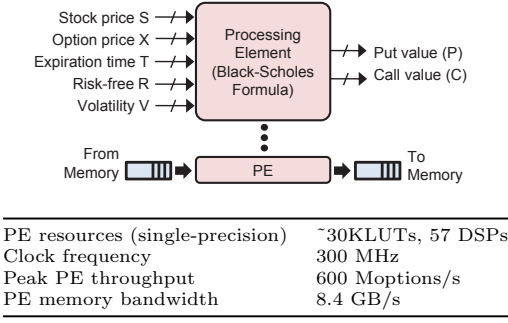 Stock price S
Option price X
Expiration time T
Risk-free R
Volatility V
Processing
Element
(Black-Scholes
Formula)
Put value (P)
Call value (C)
From
Memory
PE
To
Memory
PE resources (single-precision) ~30KLUTs, 57 DSPs
Clock frequency 300 MHz
Peak PE throughput 600 Moptions/s
PE memory bandwidth 8.4 GB/s